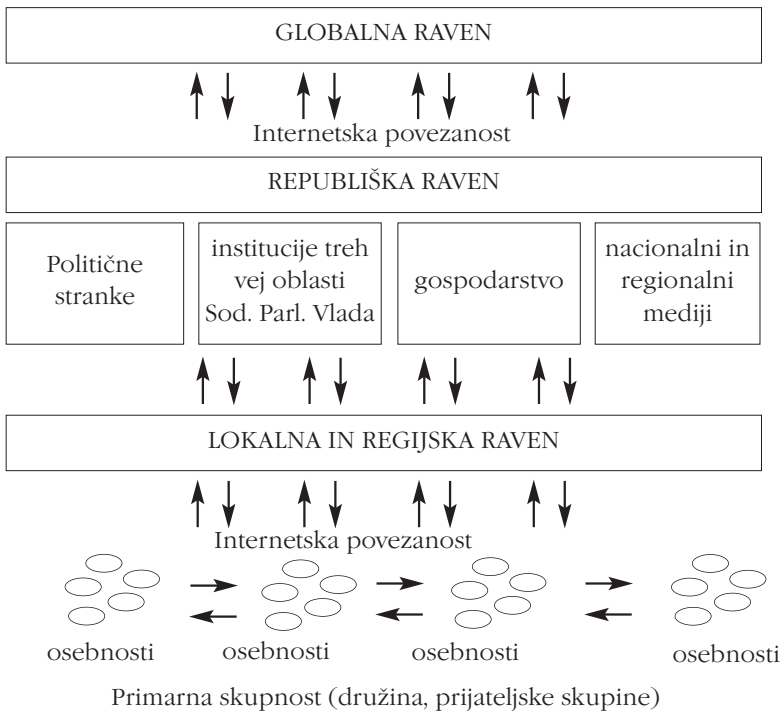 GLOBALNA RAVEN
Internetska povezanost
REPUBLIŠKA RAVEN
Politične
stranke
institucije treh
vej oblasti
Sod. Parl. Vlada
gospodarstvo
nacionalni in
regionalni
mediji
LOKALNA IN REGIJSKA RAVEN
Internetska povezanost
osebnosti
osebnosti
osebnosti
osebnosti
Primarna skupnost (družina, prijateljske skupine)